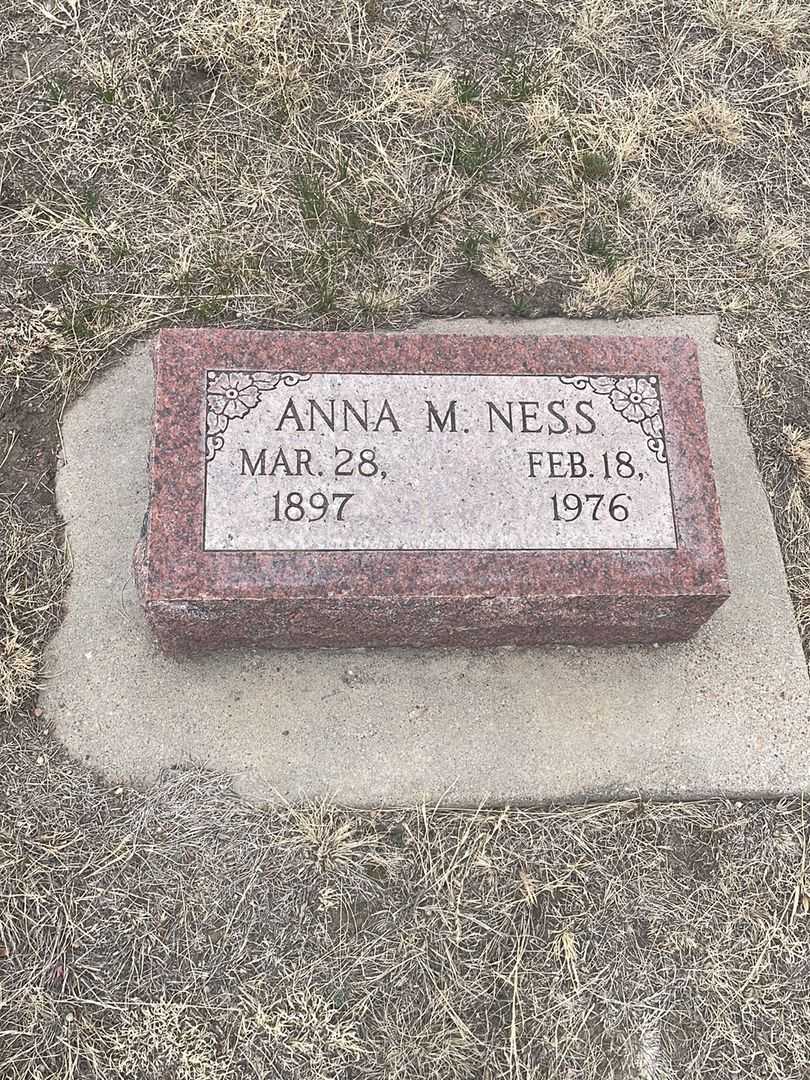 ANNA M. NESS
MAR. 28, FEB. 18,
1897 1976